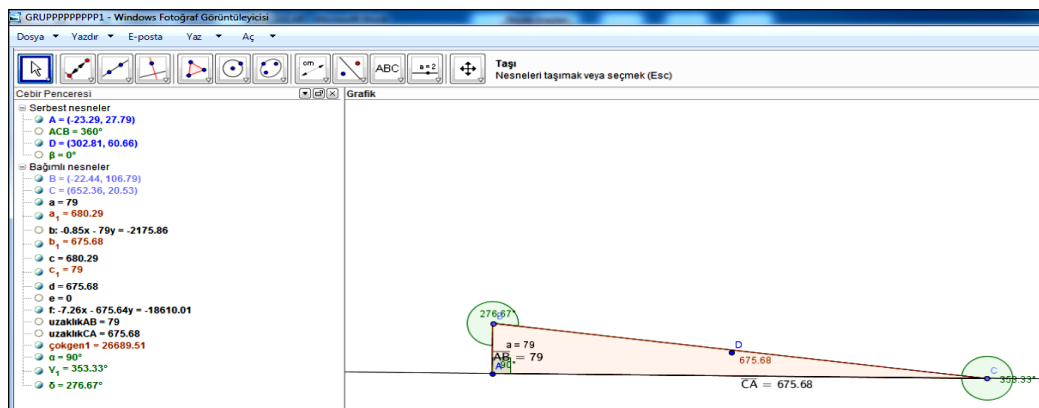 GRUPPPPPPPPP1 - Windows Fotoğraf Görüntüleyicisi
Dosya Yazdır E-posta Yaz Aç
cm ABC a = 2
Taşı
Nesneleri taşımak veya seçmek (Esc)
Cebir Penceresi
Grafik
Serbest nesneler
A = (-23.29, 27.79)
ACB = 360°
D = (302.81, 60.66)
β = 0°
Bağımlı nesneler
B = (-22.44, 106.79)
C = (652.36, 20.53)
a = 79
a₁ = 680.29
b: -0.85x - 79y = -2175.86
b₁ = 675.68
c = 680.29
c₁ = 79
d = 675.68
e = 0
f: -7.26x - 675.64y = -18610.01
uzaklıkAB = 79
uzaklıkCA = 675.68
çokgen1 = 26689.51
α = 90°
γ₁ = 353.33°
δ = 276.67°
276.67°
B
a = 79
AB = 79
A
90°
D
675.68
CA = 675.68
C
353.33°